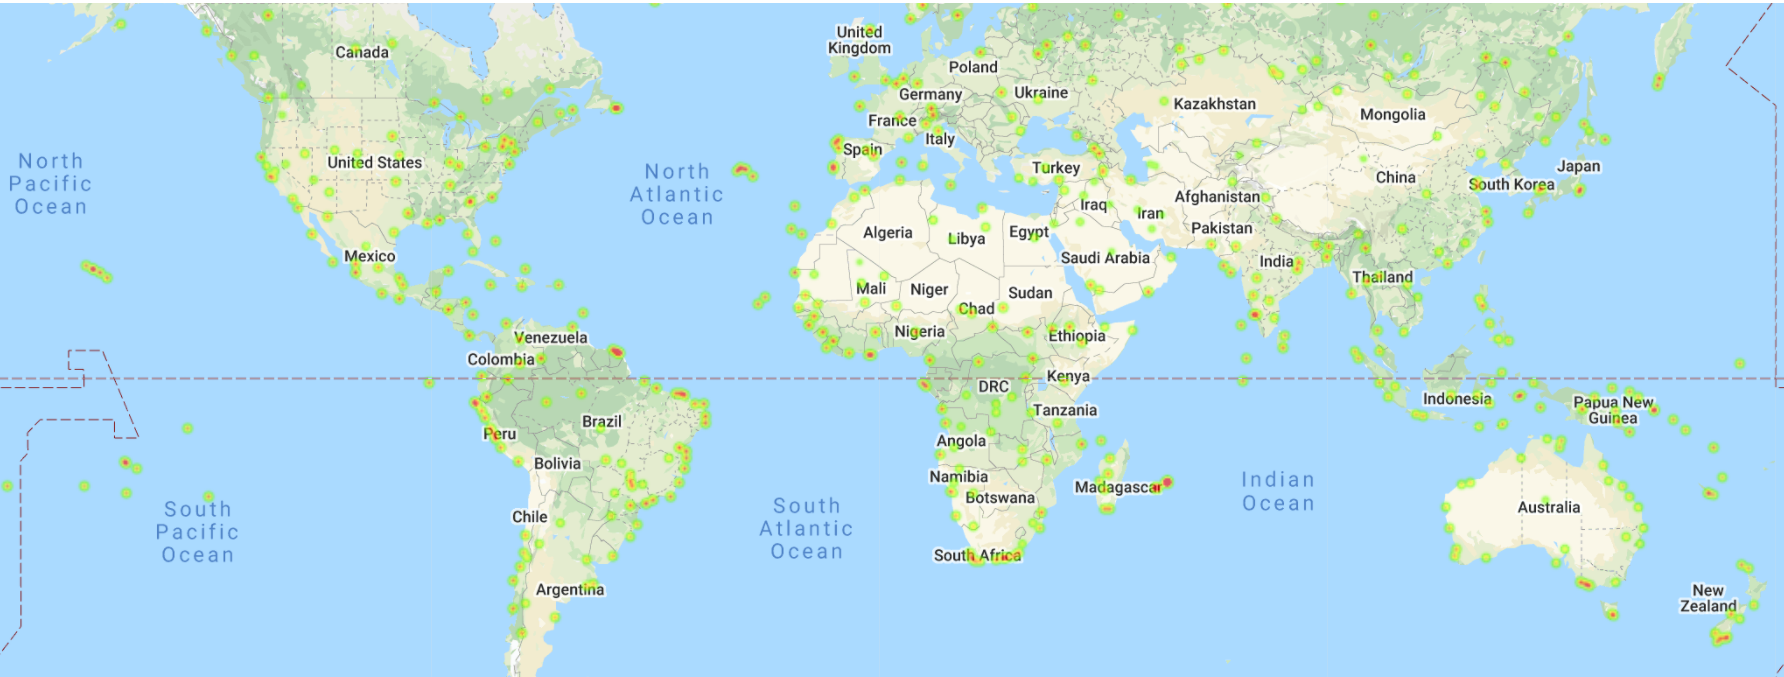 United
Kingdom
Canada
Poland
Germany
Ukraine
Kazakhstan
Mongolia
France
Italy
Spain
United States
North
Pacific
Ocean
North
Atlantic
Ocean
Turkey
Japan
South Korea
China
Afghanistan
Iraq
Iran
Pakistan
Algeria
Libya
Egypt
Saudi Arabia
India
Mexico
Thailand
Mali
Niger
Sudan
Chad
Nigeria
Ethiopia
Venezuela
Colombia
DRC
Kenya
Indonesia
Papua New
Guinea
Tanzania
Brazil
Peru
Angola
Bolivia
Namibia
Botswana
Madagascar
Indian
Ocean
South
Pacific
Ocean
Chile
South
Atlantic
Ocean
Australia
South Africa
Argentina
New
Zealand